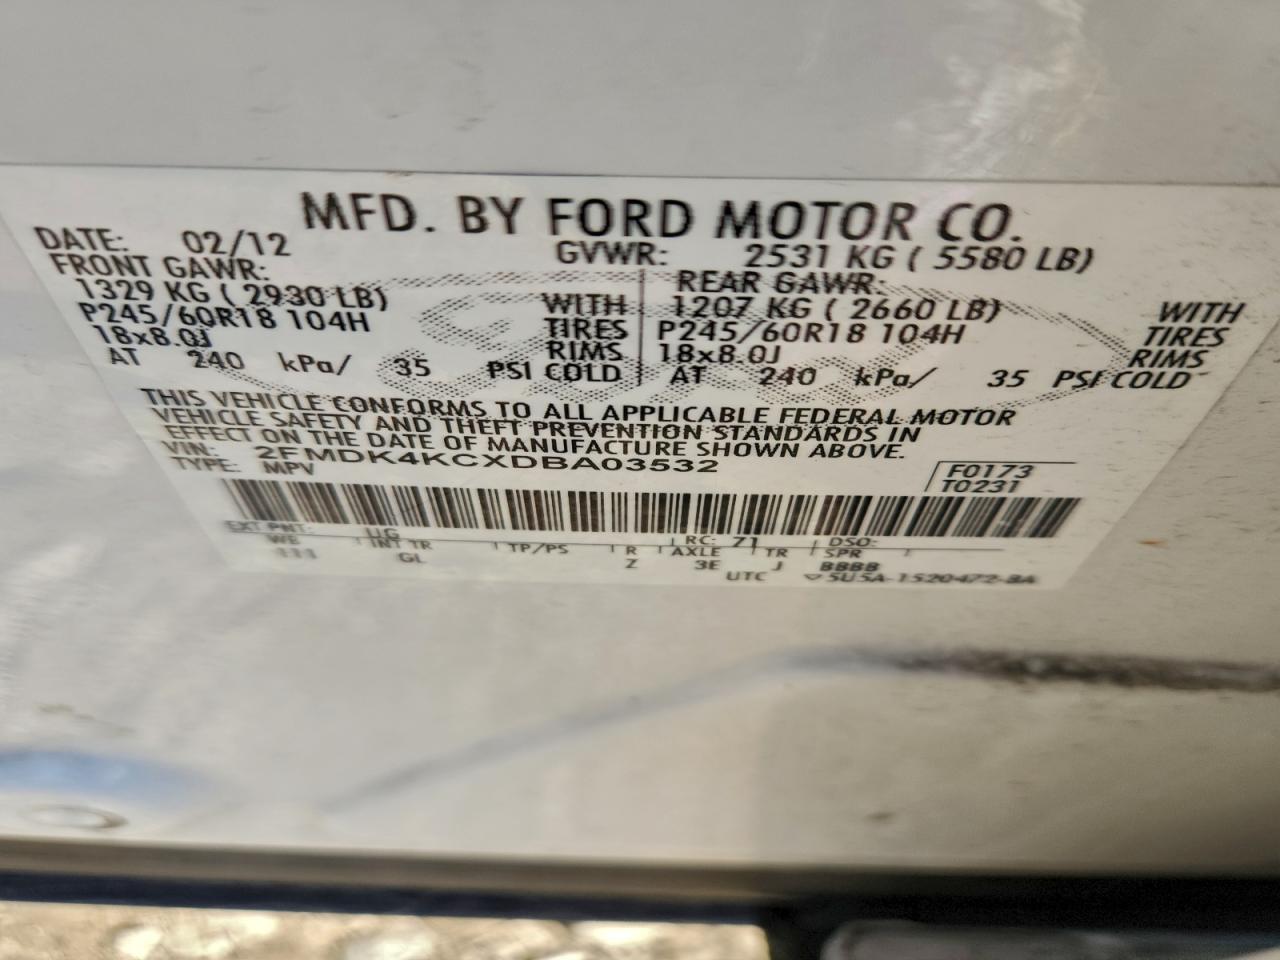 MFD. BY FORD MOTOR CO.
DATE: 02/12 GVWR: 2531 KG ( 5580 LB)
FRONT GAWR: REAR GAWR:
1329 KG ( 2930 LB) WITH 1207 KG ( 2660 LB) WITH
P245/60R18 104H TIRES P245/60R18 104H TIRES
18x8.0J RIMS 18x8.0J RIMS
AT 240 kPa/ 35 PSI COLD AT 240 kPa/ 35 PSI COLD
THIS VEHICLE CONFORMS TO ALL APPLICABLE FEDERAL MOTOR
VEHICLE SAFETY AND THEFT PREVENTION STANDARDS IN
EFFECT ON THE DATE OF MANUFACTURE SHOWN ABOVE.
VIN: 2FMDK4KCXDBA03532
TYPE: MPV
F0173
T0231
EXT PNT: UG RC: 71 DSO:
WB INT TR TP/PS R AXLE TR SPR
GL Z 3E J BBBB
UTC ▽5U5A-1520472-BA